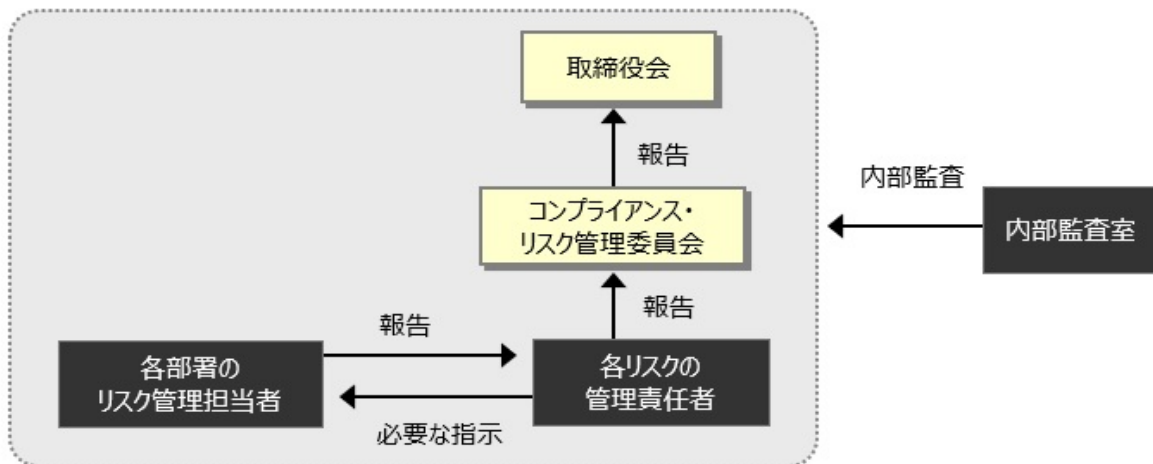 取締役会
報告
内部監査
コンプライアンス・
リスク管理委員会
内部監査室
報告
報告
各部署の
リスク管理担当者
各リスクの
管理責任者
必要な指示